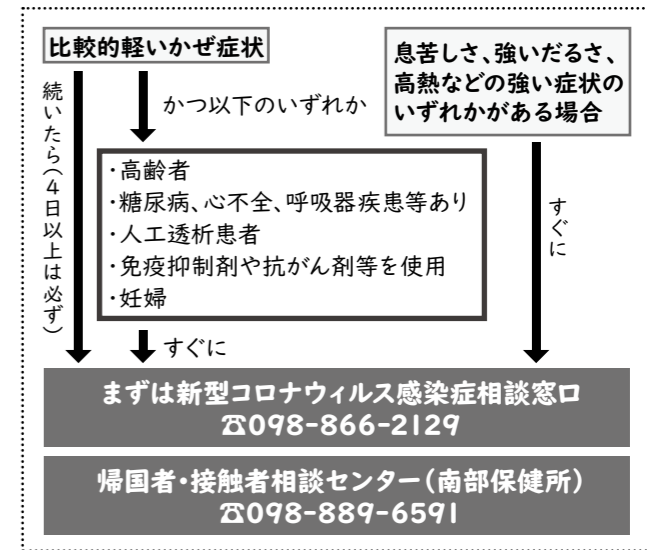 比較的軽いかぜ症状
息苦しさ、強いだるさ、
高熱などの強い症状の
いずれかがある場合
続いたら(4日以上は必ず)
かつ以下のいずれか
・高齢者
・糖尿病、心不全、呼吸器疾患等あり
・人工透析患者
・免疫抑制剤や抗がん剤等を使用
・妊婦
すぐに
すぐに
まずは新型コロナウィルス感染症相談窓口
☎098-866-2129
帰国者・接触者相談センター(南部保健所)
☎098-889-6591